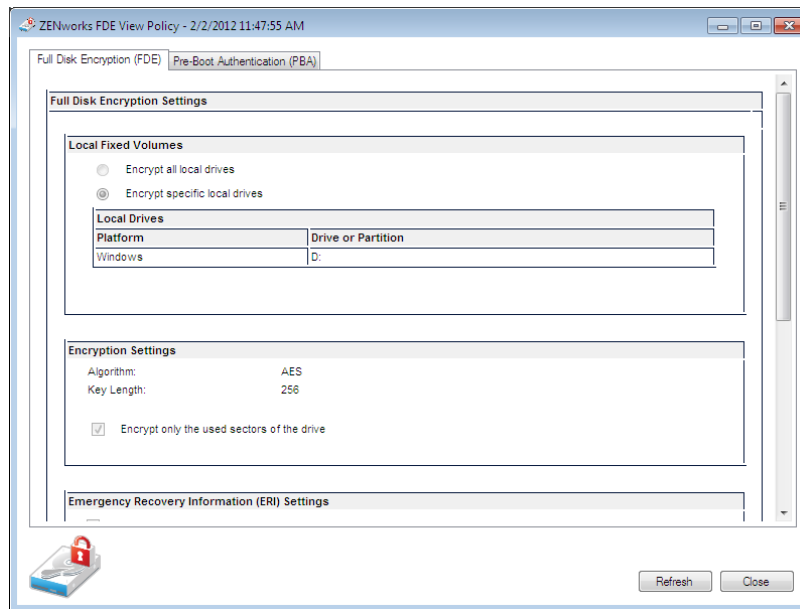 ZENworks FDE View Policy - 2/2/2012 11:47:55 AM
Full Disk Encryption (FDE) Pre-Boot Authentication (PBA)
Full Disk Encryption Settings
Local Fixed Volumes
Encrypt all local drives
Encrypt specific local drives
Local Drives
Platform Drive or Partition
Windows D:
Encryption Settings
Algorithm: AES
Key Length: 256
Encrypt only the used sectors of the drive
Emergency Recovery Information (ERI) Settings
Refresh Close